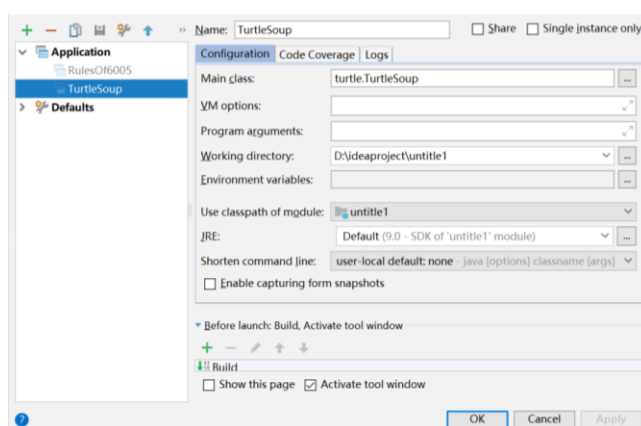 Name: TurtleSoup
Share
Single instance only
Application
RulesOf6005
TurtleSoup
Defaults
Configuration Code Coverage Logs
Main class: turtle.TurtleSoup
VM options:
Program arguments:
Working directory: D:\ideaproject\untitle1
Environment variables:
Use classpath of module: untitle1
JRE: Default (9.0 - SDK of 'untitle1' module)
Shorten command line: user-local default: none - java [options] classname [args]
Enable capturing form snapshots
Before launch: Build, Activate tool window
Build
Show this page Activate tool window
OK Cancel Apply